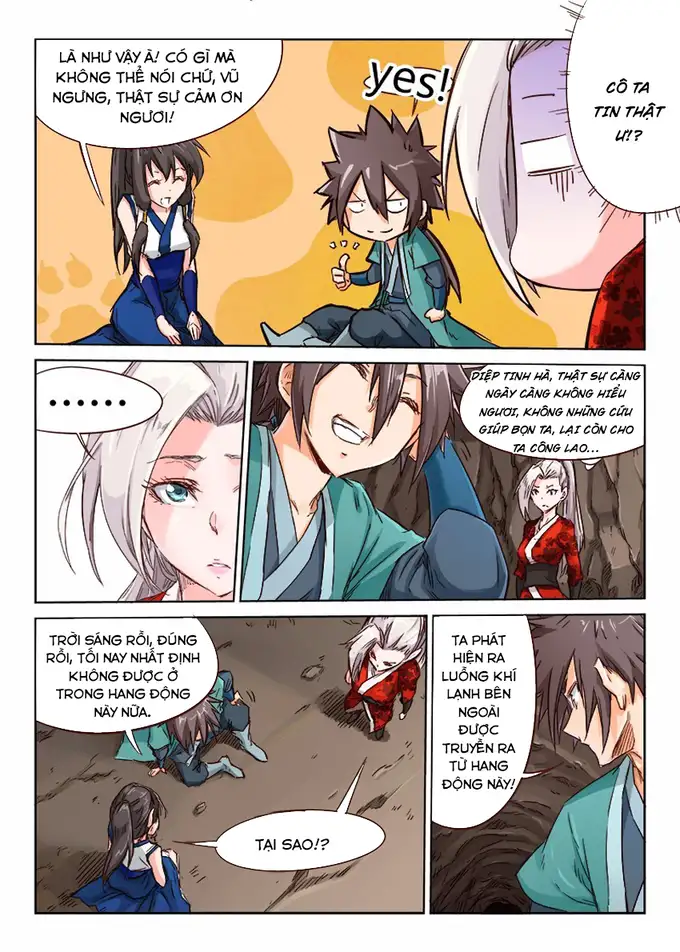 LÀ NHƯ VẬY À! CÓ GÌ MÀ
KHÔNG THỂ NÓI CHỨ, VŨ
NGƯNG, THẬT SỰ CẢM ƠN
NGƯƠI!
yes!
CÔ TA
TIN THẬT
Ư!?
......
DIỆP TINH HÀ, THẬT SỰ CÀNG
NGÀY CÀNG KHÔNG HIỂU
NGƯƠI, KHÔNG NHỮNG CỨU
GIÚP BỌN TA, LẠI CÒN CHO
TA CÔNG LAO...
TRỜI SÁNG RỒI, ĐÚNG
RỒI, TỐI NAY NHẤT ĐỊNH
KHÔNG ĐƯỢC Ở
TRONG HANG ĐỘNG
NÀY NỮA.
TẠI SAO!?
TA PHÁT
HIỆN RA
LUỒNG KHÍ
LẠNH BÊN
NGOÀI
ĐƯỢC
TRUYỀN RA
TỪ HANG
ĐỘNG NÀY!